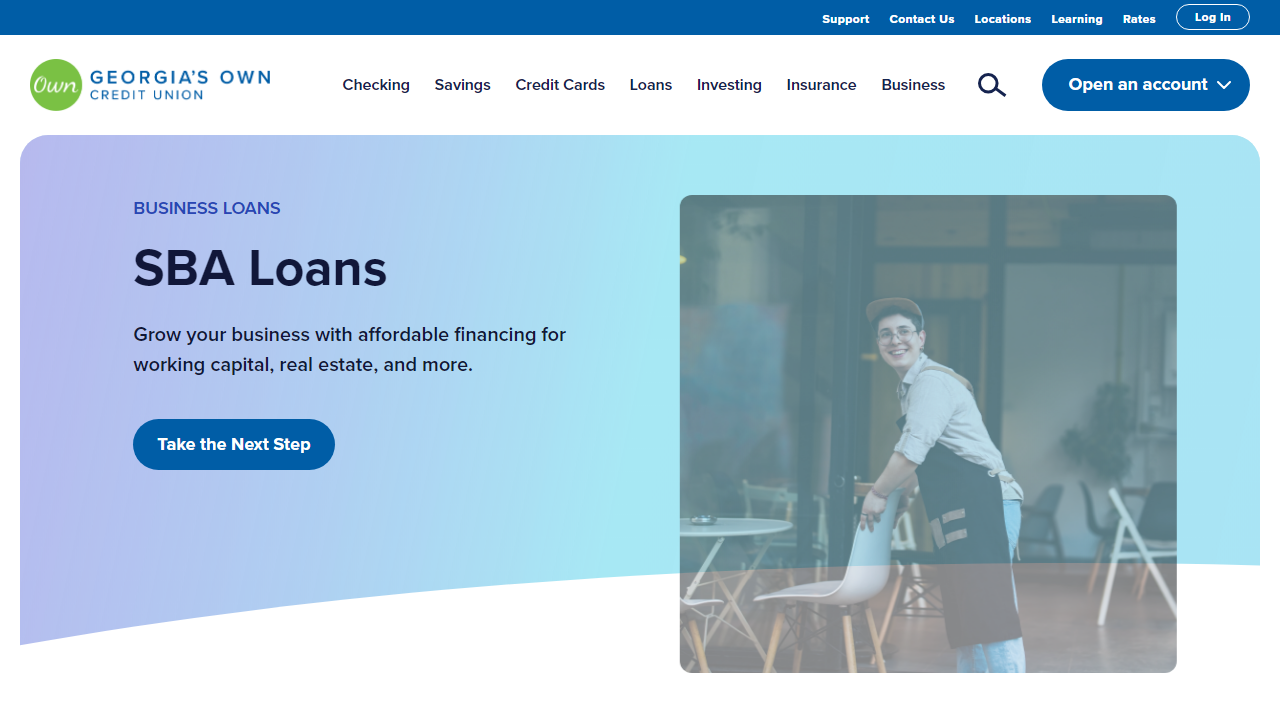 Support Contact Us Locations Learning Rates Log In
Own GEORGIA'S OWN
CREDIT UNION
Checking Savings Credit Cards Loans Investing Insurance Business Open an account
BUSINESS LOANS
SBA Loans
Grow your business with affordable financing for
working capital, real estate, and more.
Take the Next Step